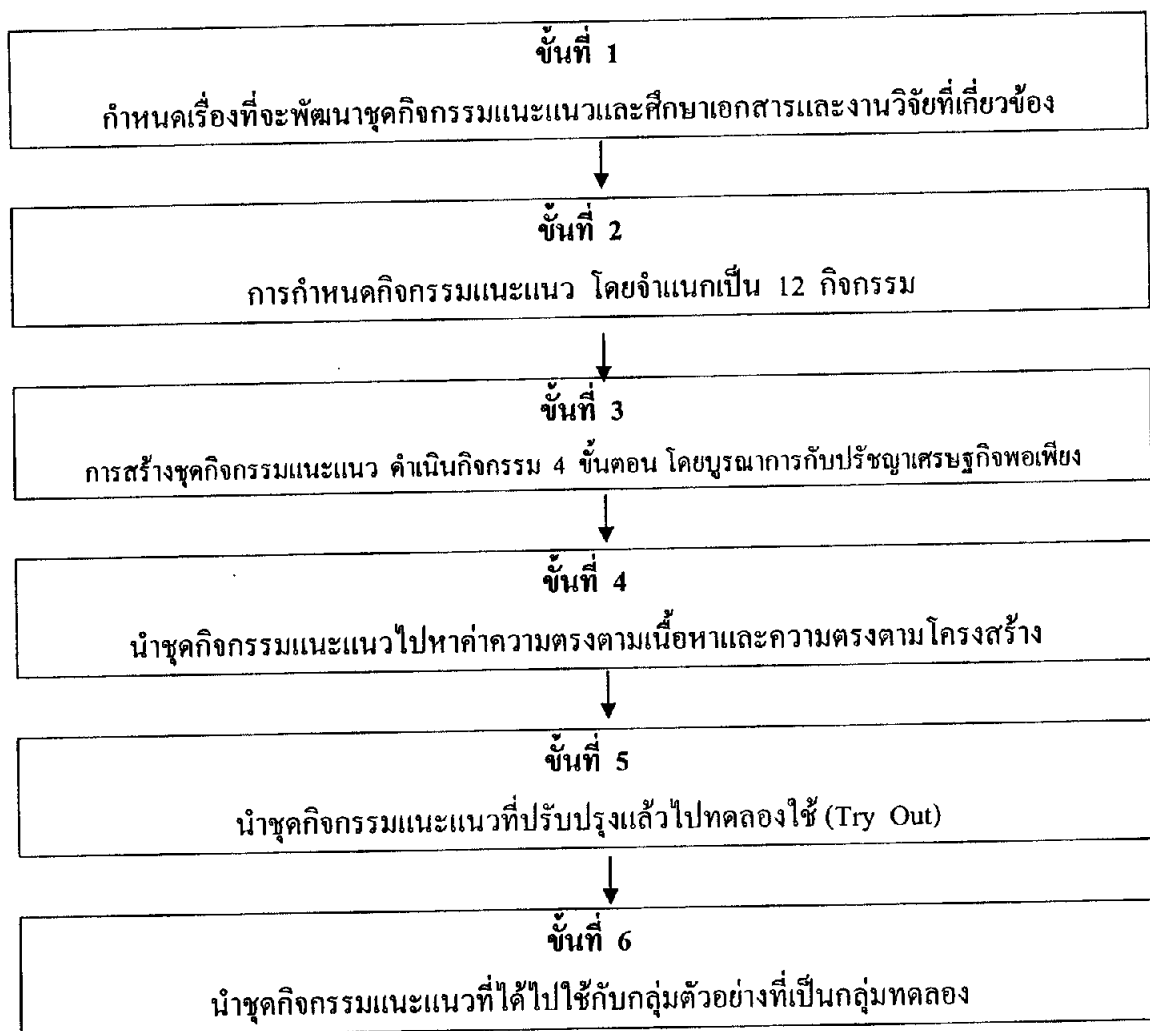 ขั้นที่ 1
กำหนดเรื่องที่จะพัฒนาชุดกิจกรรมแนะแนวและศึกษาเอกสารและงานวิจัยที่เกี่ยวข้อง
ขั้นที่ 2
การกำหนดกิจกรรมแนะแนว โดยจำแนกเป็น 12 กิจกรรม
ขั้นที่ 3
การสร้างชุดกิจกรรมแนะแนว ดำเนินกิจกรรม 4 ขั้นตอน โดยบูรณาการกับปรัชญาเศรษฐกิจพอเพียง
ขั้นที่ 4
นำชุดกิจกรรมแนะแนวไปหาค่าความตรงตามเนื้อหาและความตรงตามโครงสร้าง
ขั้นที่ 5
นำชุดกิจกรรมแนะแนวที่ปรับปรุงแล้วไปทดลองใช้ (Try Out)
ขั้นที่ 6
นำชุดกิจกรรมแนะแนวที่ได้ไปใช้กับกลุ่มตัวอย่างที่เป็นกลุ่มทดลอง